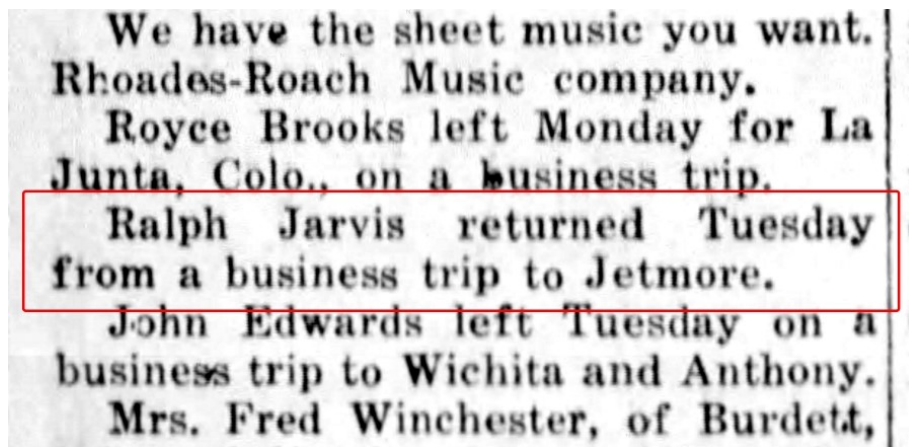 We have the sheet music you want.
Rhoades-Roach Music company.
Royce Brooks left Monday for La
Junta, Colo., on a business trip.
Ralph Jarvis returned Tuesday
from a business trip to Jetmore.
John Edwards left Tuesday on a
business trip to Wichita and Anthony.
Mrs. Fred Winchester, of Burdett,